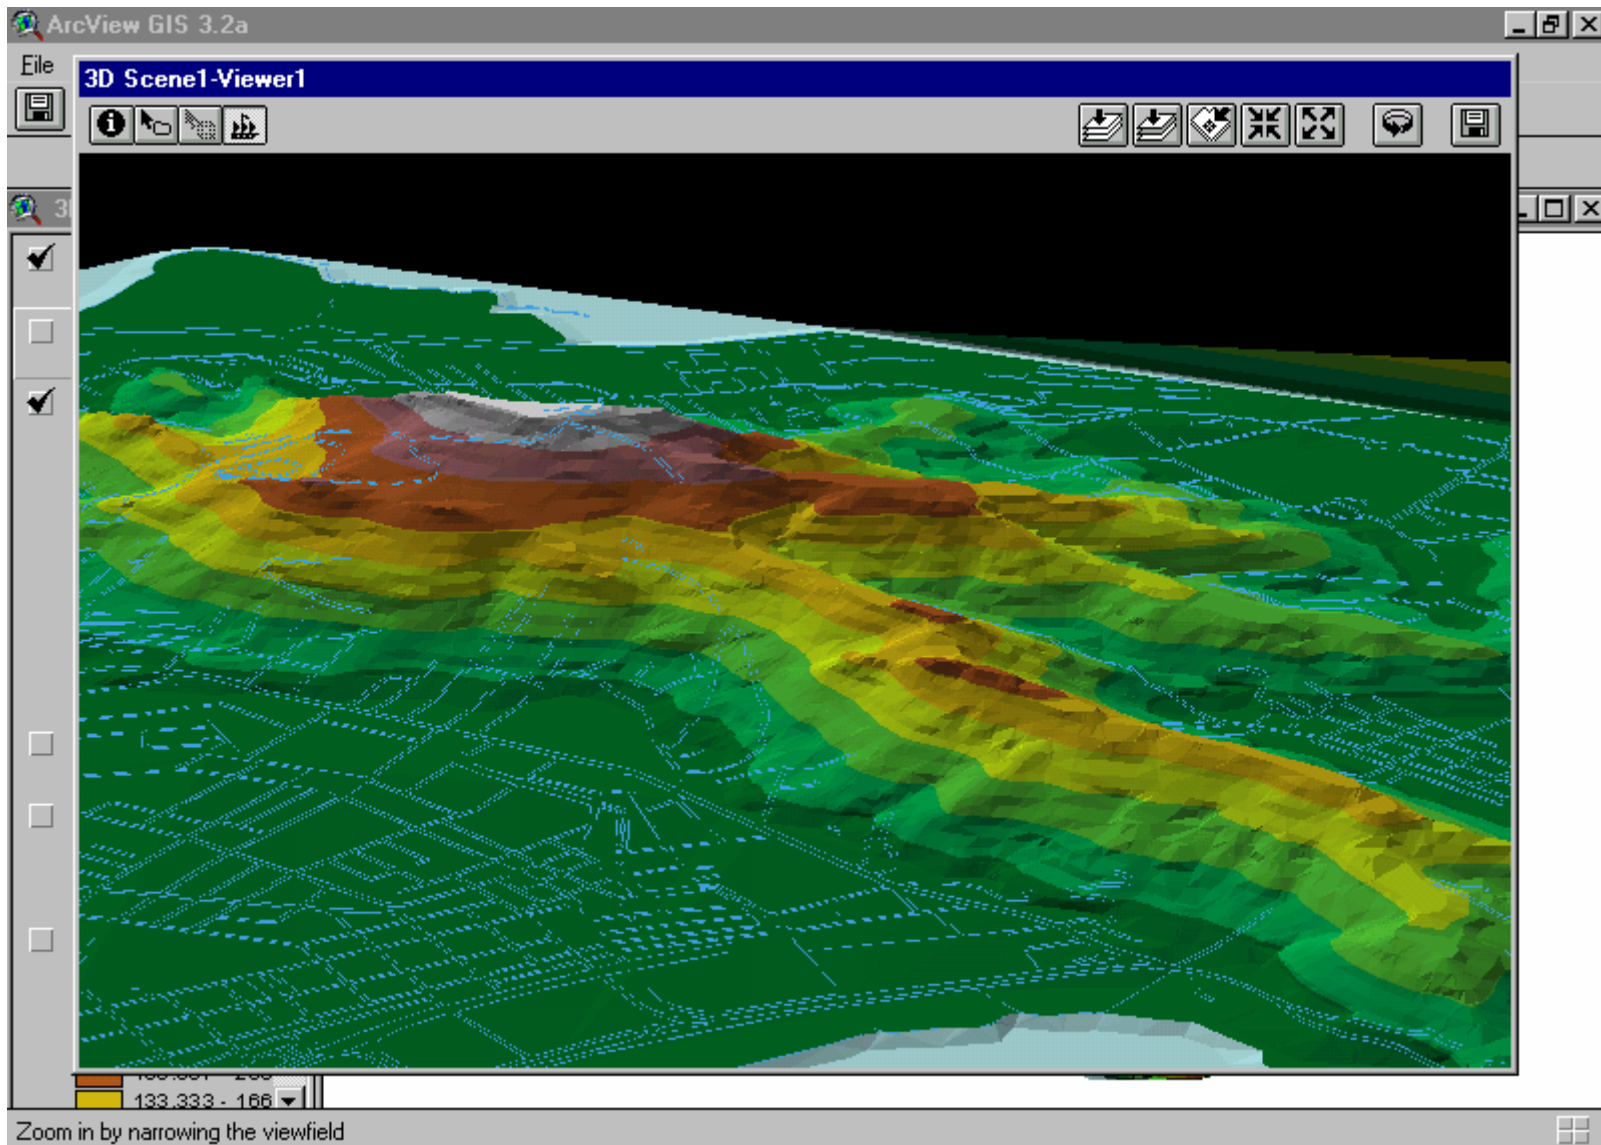 ArcView GIS 3.2a
File
3D Scene1-Viewer1
133.333 - 166
Zoom in by narrowing the viewfield